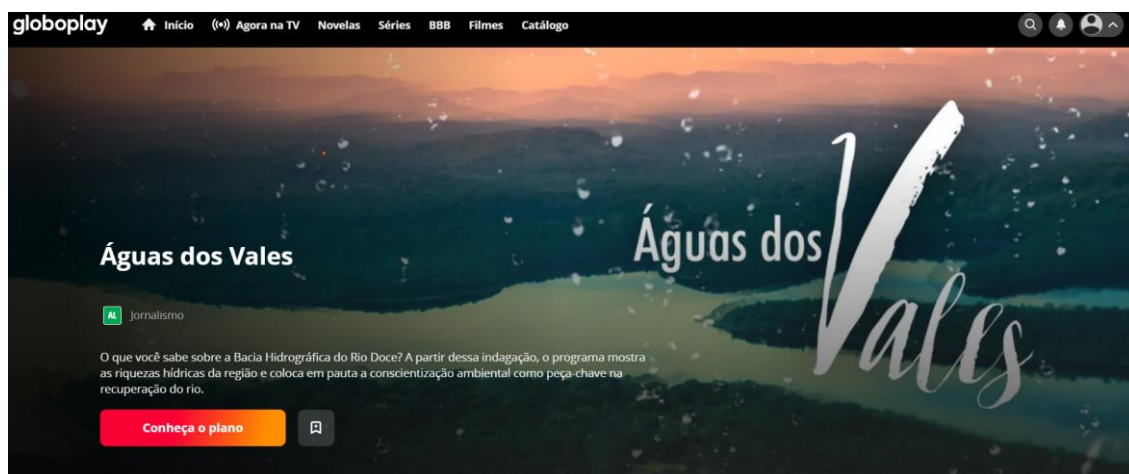 globoplay Início Agora na TV Novelas Séries BBB Filmes Catálogo
Águas dos Vales
Águas dos Vales
AL Jornalismo
O que você sabe sobre a Bacia Hidrográfica do Rio Doce? A partir dessa indagação, o programa mostra
as riquezas hídricas da região e coloca em pauta a conscientização ambiental como peça-chave na
recuperação do rio.
Conheça o plano